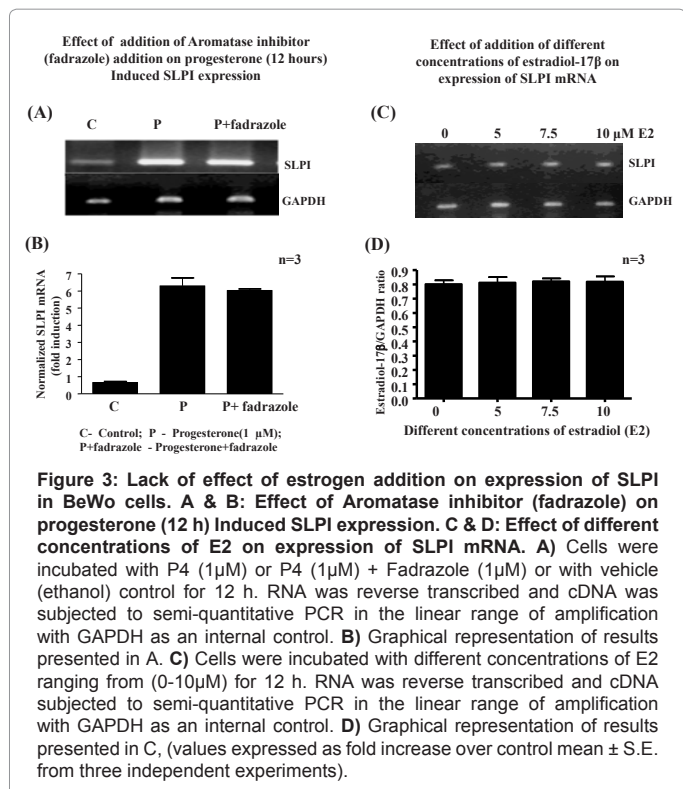 Effect of addition of Aromatase inhibitor
(fadrazole) addition on progesterone (12 hours)
Induced SLPI expression
(A)
C P P+fadrazole
SLPI
GAPDH
(B)
n=3
Normalized SLPI mRNA
(fold induction)
7
6
5
4
3
2
1
0
C P P+ fadrazole
C- Control; P - Progesterone(1 μM);
P+fadrazole - Progesterone+fadrazole
Effect of addition of different
concentrations of estradiol-17β on
expression of SLPI mRNA
(C)
0 5 7.5 10 μM E2
SLPI
GAPDH
(D)
n=3
Estradiol-17β/GAPDH ratio
0.9
0.8
0.7
0.6
0.5
0.4
0.3
0.2
0.1
0.0
0 5 7.5 10
Different concentrations of estradiol (E2)
Figure 3: Lack of effect of estrogen addition on expression of SLPI
in BeWo cells. A & B: Effect of Aromatase inhibitor (fadrazole) on
progesterone (12 h) Induced SLPI expression. C & D: Effect of different
concentrations of E2 on expression of SLPI mRNA. A) Cells were
incubated with P4 (1μM) or P4 (1μM) + Fadrazole (1μM) or with vehicle
(ethanol) control for 12 h. RNA was reverse transcribed and cDNA was
subjected to semi-quantitative PCR in the linear range of amplification
with GAPDH as an internal control. B) Graphical representation of results
presented in A. C) Cells were incubated with different concentrations of E2
ranging from (0-10μM) for 12 h. RNA was reverse transcribed and cDNA
subjected to semi-quantitative PCR in the linear range of amplification
with GAPDH as an internal control. D) Graphical representation of results
presented in C, (values expressed as fold increase over control mean ± S.E.
from three independent experiments).